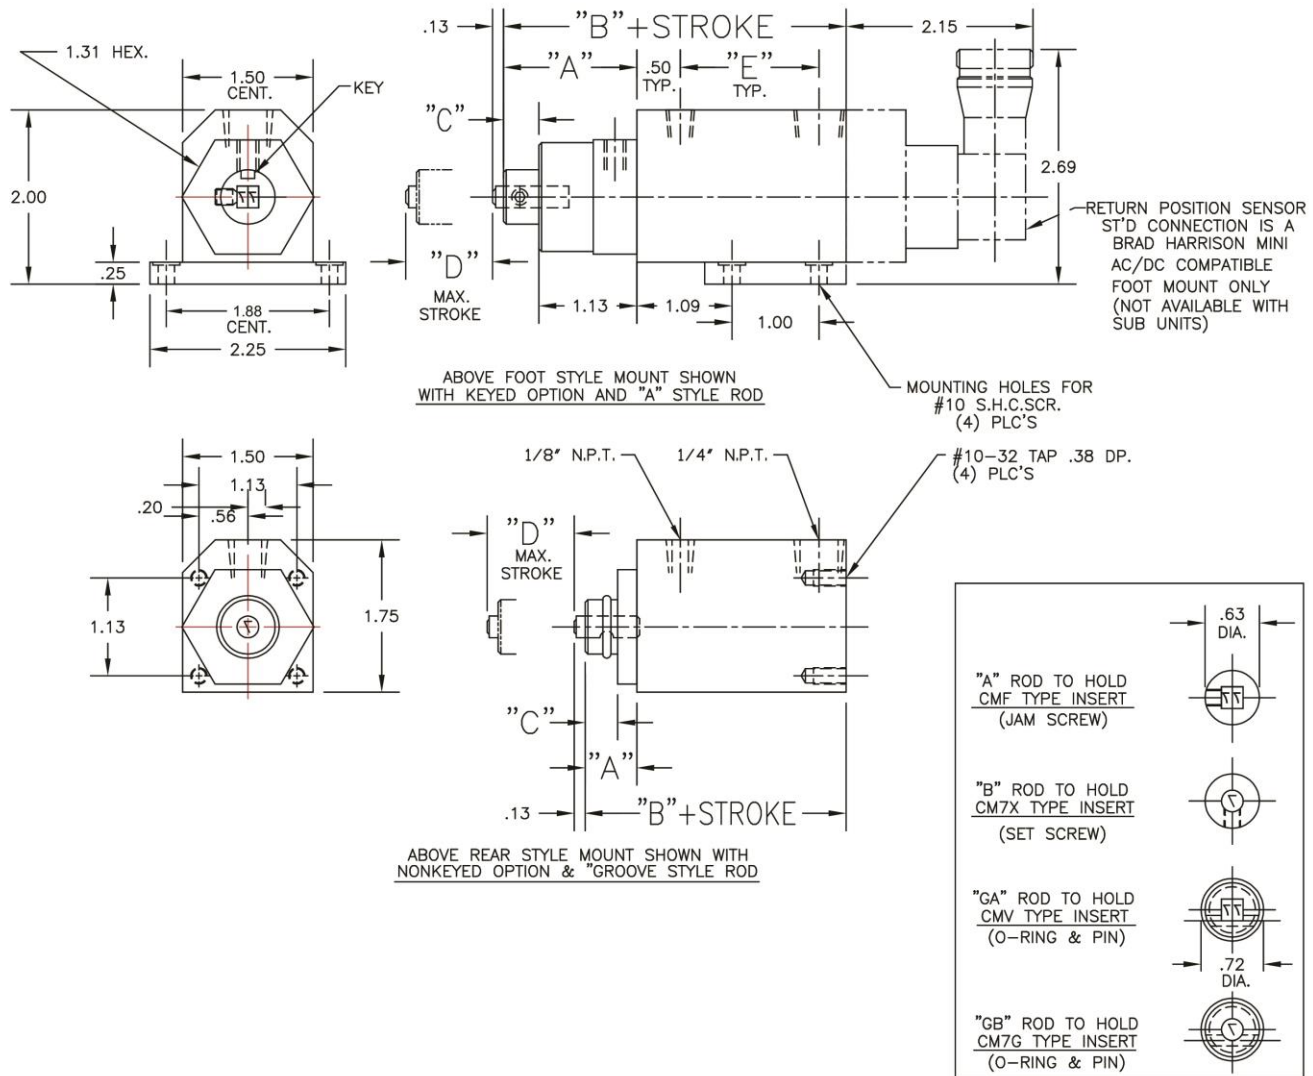 .13
"B"+STROKE
2.15
1.31 HEX.
1.50
CENT.
KEY
"A"
.50
TYP.
"E"
TYP.
"C"
2.00
2.69
.25
"D"
MAX.
STROKE
RETURN POSITION SENSOR
ST'D CONNECTION IS A
BRAD HARRISON MINI
AC/DC COMPATIBLE
FOOT MOUNT ONLY
(NOT AVAILABLE WITH
SUB UNITS)
1.13
1.09
1.00
1.88
CENT.
2.25
ABOVE FOOT STYLE MOUNT SHOWN
WITH KEYED OPTION AND "A" STYLE ROD
MOUNTING HOLES FOR
#10 S.H.C.SCR.
(4) PLC'S
1.50
1.13
.20
.56
1/8" N.P.T.
1/4" N.P.T.
#10-32 TAP .38 DP.
(4) PLC'S
"D"
MAX.
STROKE
1.13
1.75
"C"
"A"
.13
"B"+STROKE
ABOVE REAR STYLE MOUNT SHOWN WITH
NONKEYED OPTION & "GROOVE STYLE ROD
.63
DIA.
"A" ROD TO HOLD
CMF TYPE INSERT
(JAM SCREW)
77
"B" ROD TO HOLD
CM7X TYPE INSERT
(SET SCREW)
7
"GA" ROD TO HOLD
CMV TYPE INSERT
(O-RING & PIN)
77
.72
DIA.
"GB" ROD TO HOLD
CM7G TYPE INSERT
(O-RING & PIN)
7